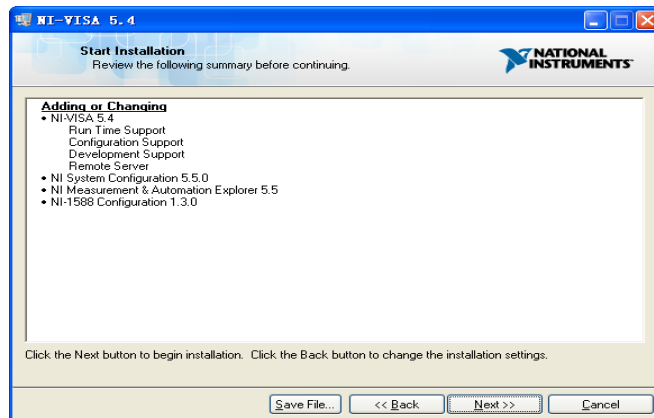 NI-VISA 5.4
Start Installation
Review the following summary before continuing.
NATIONAL
INSTRUMENTS
Adding or Changing
• NI-VISA 5.4
Run Time Support
Configuration Support
Development Support
Remote Server
• NI System Configuration 5.5.0
• NI Measurement & Automation Explorer 5.5
• NI-1588 Configuration 1.3.0
Click the Next button to begin installation. Click the Back button to change the installation settings.
Save File... << Back Next >> Cancel